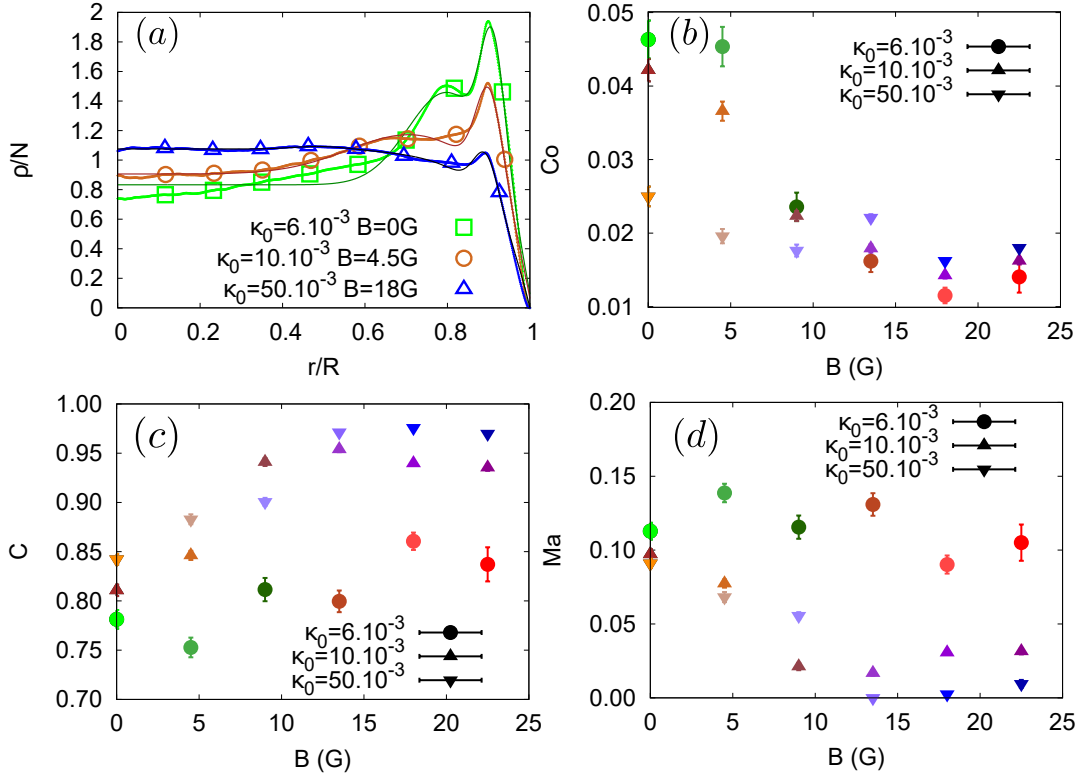 (a)
2
1.8
1.6
1.4
1.2
1
0.8
0.6
0.4
0.2
0
ρ/N
κ₀=6.10⁻³ B=0G
κ₀=10.10⁻³ B=4.5G
κ₀=50.10⁻³ B=18G
0 0.2 0.4 0.6 0.8 1
r/R
(b)
0.05
0.04
0.03
0.02
0.01
Co
κ₀=6.10⁻³
κ₀=10.10⁻³
κ₀=50.10⁻³
0 5 10 15 20 25
B (G)
(c)
1.00
0.95
0.90
0.85
0.80
0.75
0.70
C
κ₀=6.10⁻³
κ₀=10.10⁻³
κ₀=50.10⁻³
0 5 10 15 20 25
B (G)
(d)
0.20
0.15
0.10
0.05
0.00
Ma
κ₀=6.10⁻³
κ₀=10.10⁻³
κ₀=50.10⁻³
0 5 10 15 20 25
B (G)